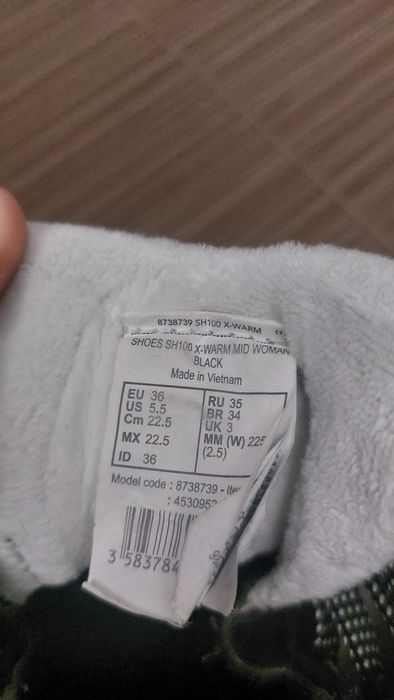 8738739 SH100 X-WARM
SHOES SH100 X-WARM MID WOMAN
BLACK
Made in Vietnam
EU 36
US 5.5
Cm 22.5
MX 22.5
ID 36
RU 35
BR 34
UK 3
MM (W) 225
(2.5)
Model code : 8738739 - Ite
: 4530952
3 583784